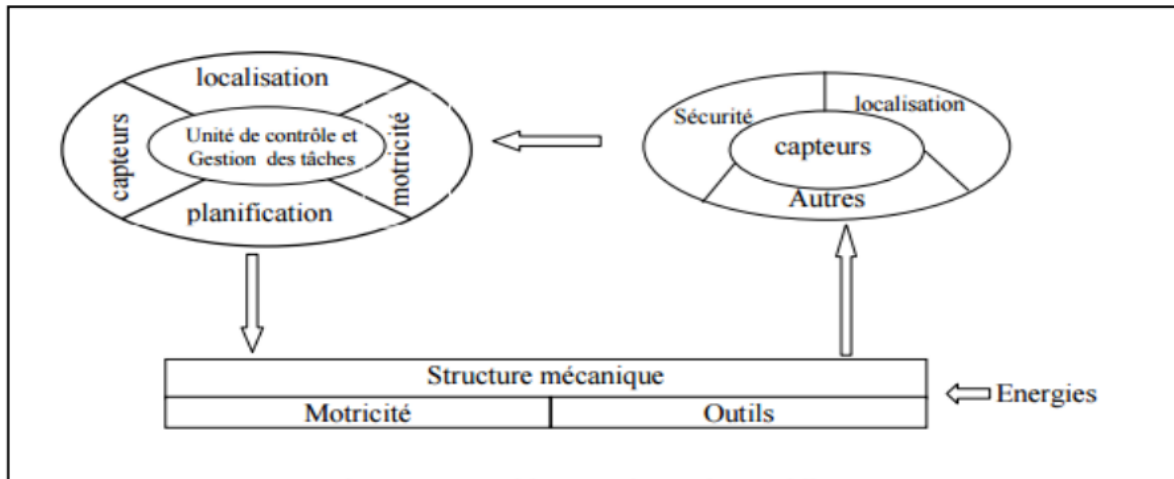 localisation
capteurs
Unité de contrôle et
Gestion des tâches
motricité
planification
Sécurité
localisation
capteurs
Autres
Structure mécanique
Motricité
Outils
Energies